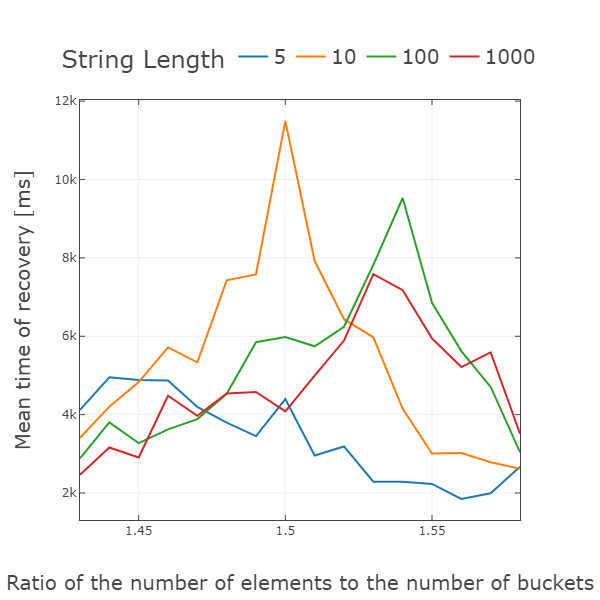 String Length 5 10 100 1000
12k
10k
8k
6k
4k
2k
Mean time of recovery [ms]
1.45 1.5 1.55
Ratio of the number of elements to the number of buckets